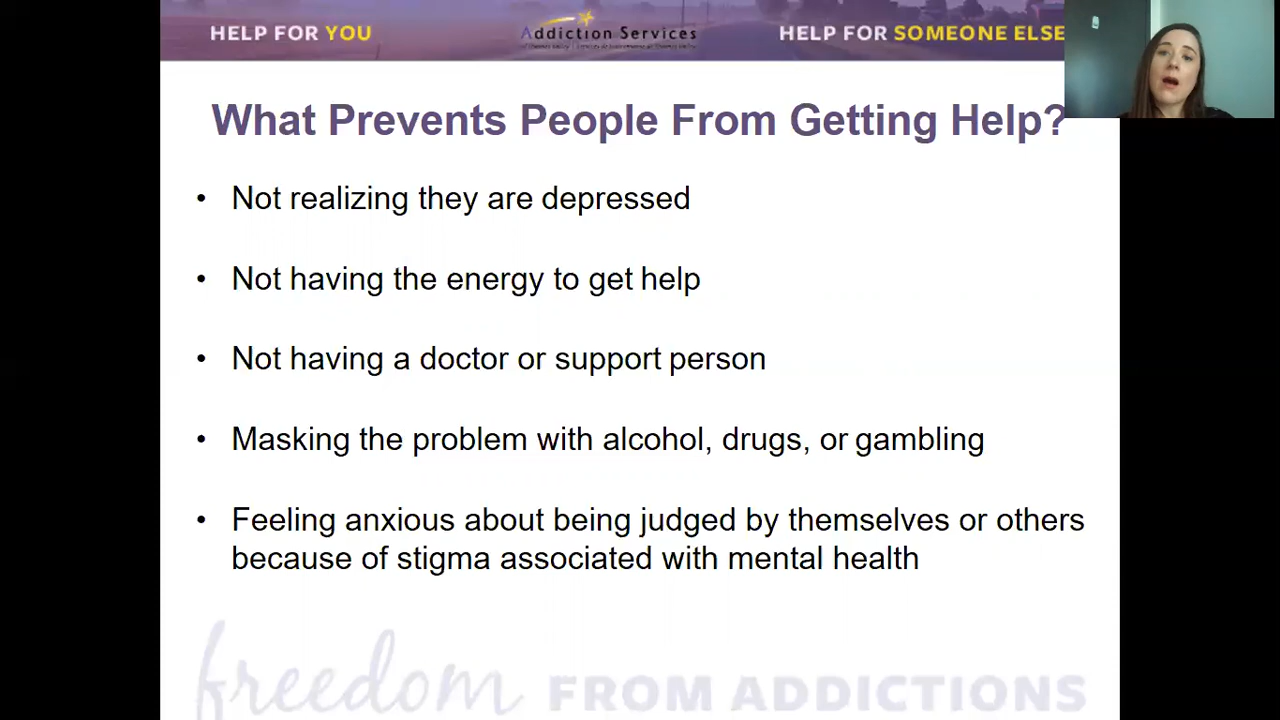 HELP FOR YOU
Addiction Services
HELP FOR SOMEONE ELSE
What Prevents People From Getting Help?
• Not realizing they are depressed
• Not having the energy to get help
• Not having a doctor or support person
• Masking the problem with alcohol, drugs, or gambling
• Feeling anxious about being judged by themselves or others
because of stigma associated with mental health
freedom FROM ADDICTIONS